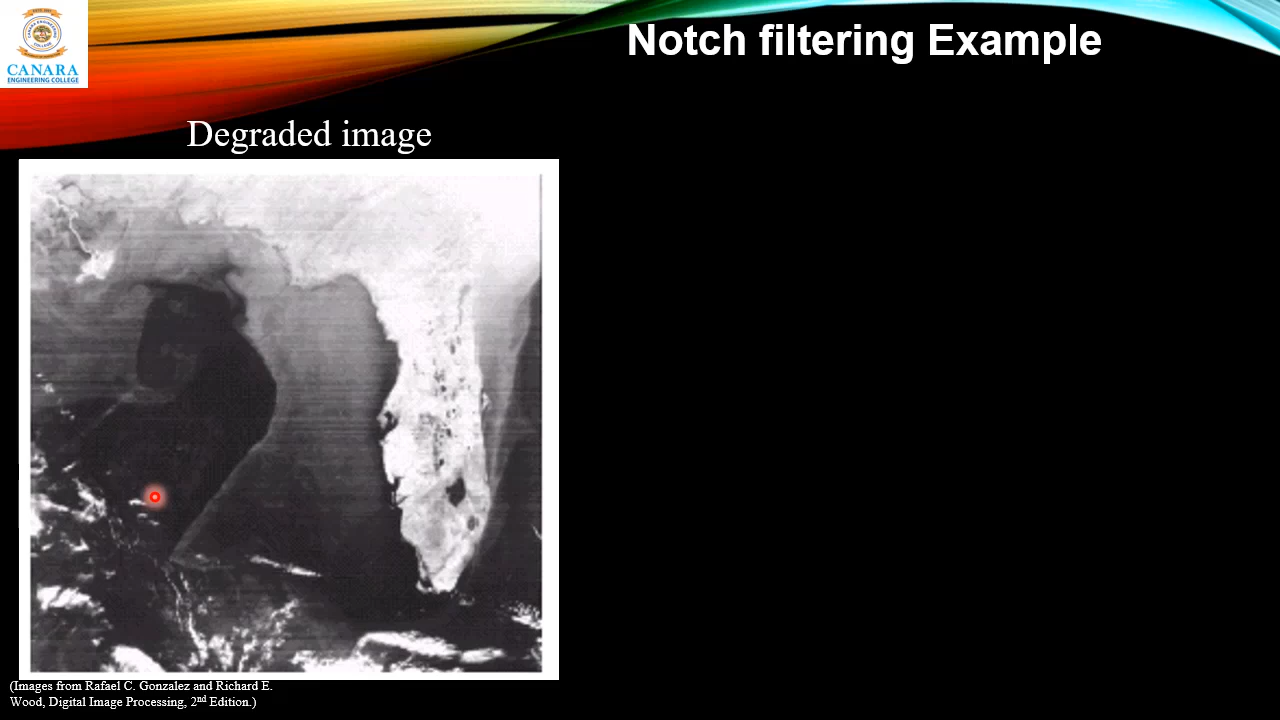 CANARA
ENGINEERING COLLEGE
Notch filtering Example
Degraded image
(Images from Rafael C. Gonzalez and Richard E.
Wood, Digital Image Processing, 2nd Edition.)